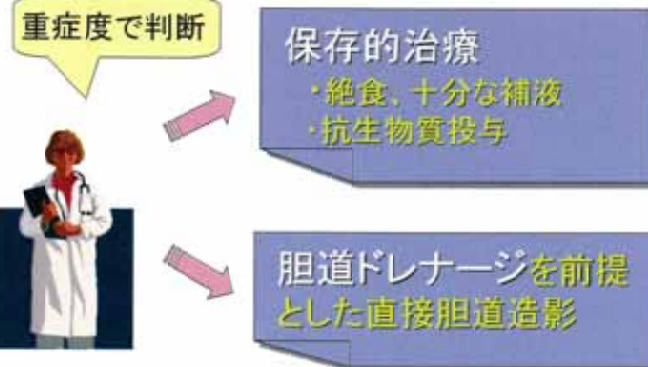 重症度で判断
保存的治療
・絶食、十分な補液
・抗生物質投与
胆道ドレナージを前提
とした直接胆道造影